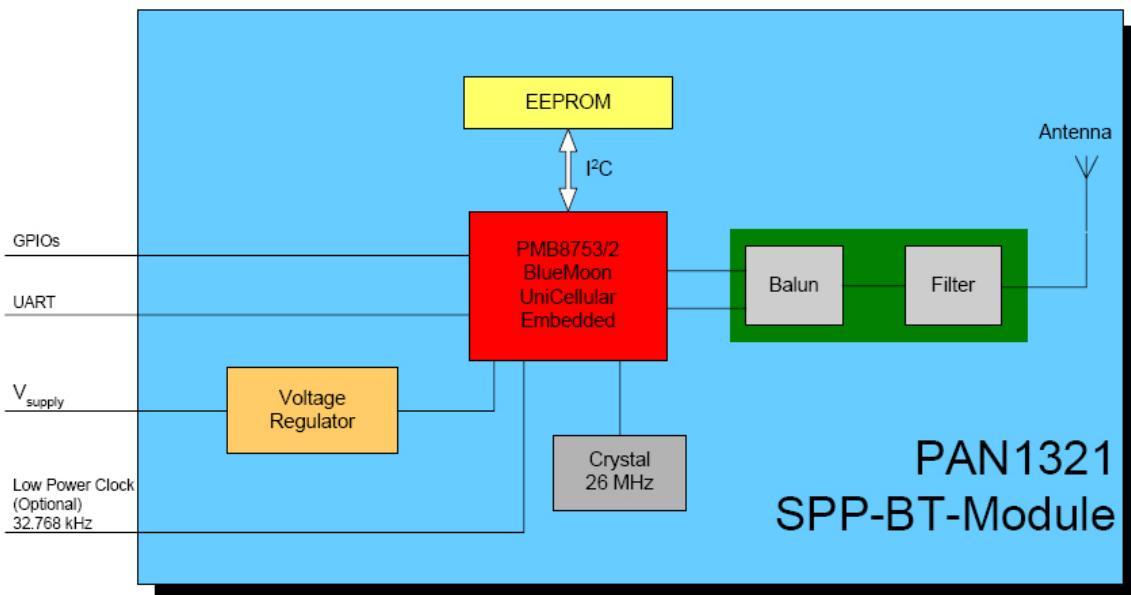 EEPROM
Antenna
I²C
GPIOs
PMB8753/2
BlueMoon
UniCellular
Embedded
Balun
Filter
UART
Vsupply
Voltage
Regulator
Crystal
26 MHz
Low Power Clock
(Optional)
32.768 kHz
PAN1321
SPP-BT-Module